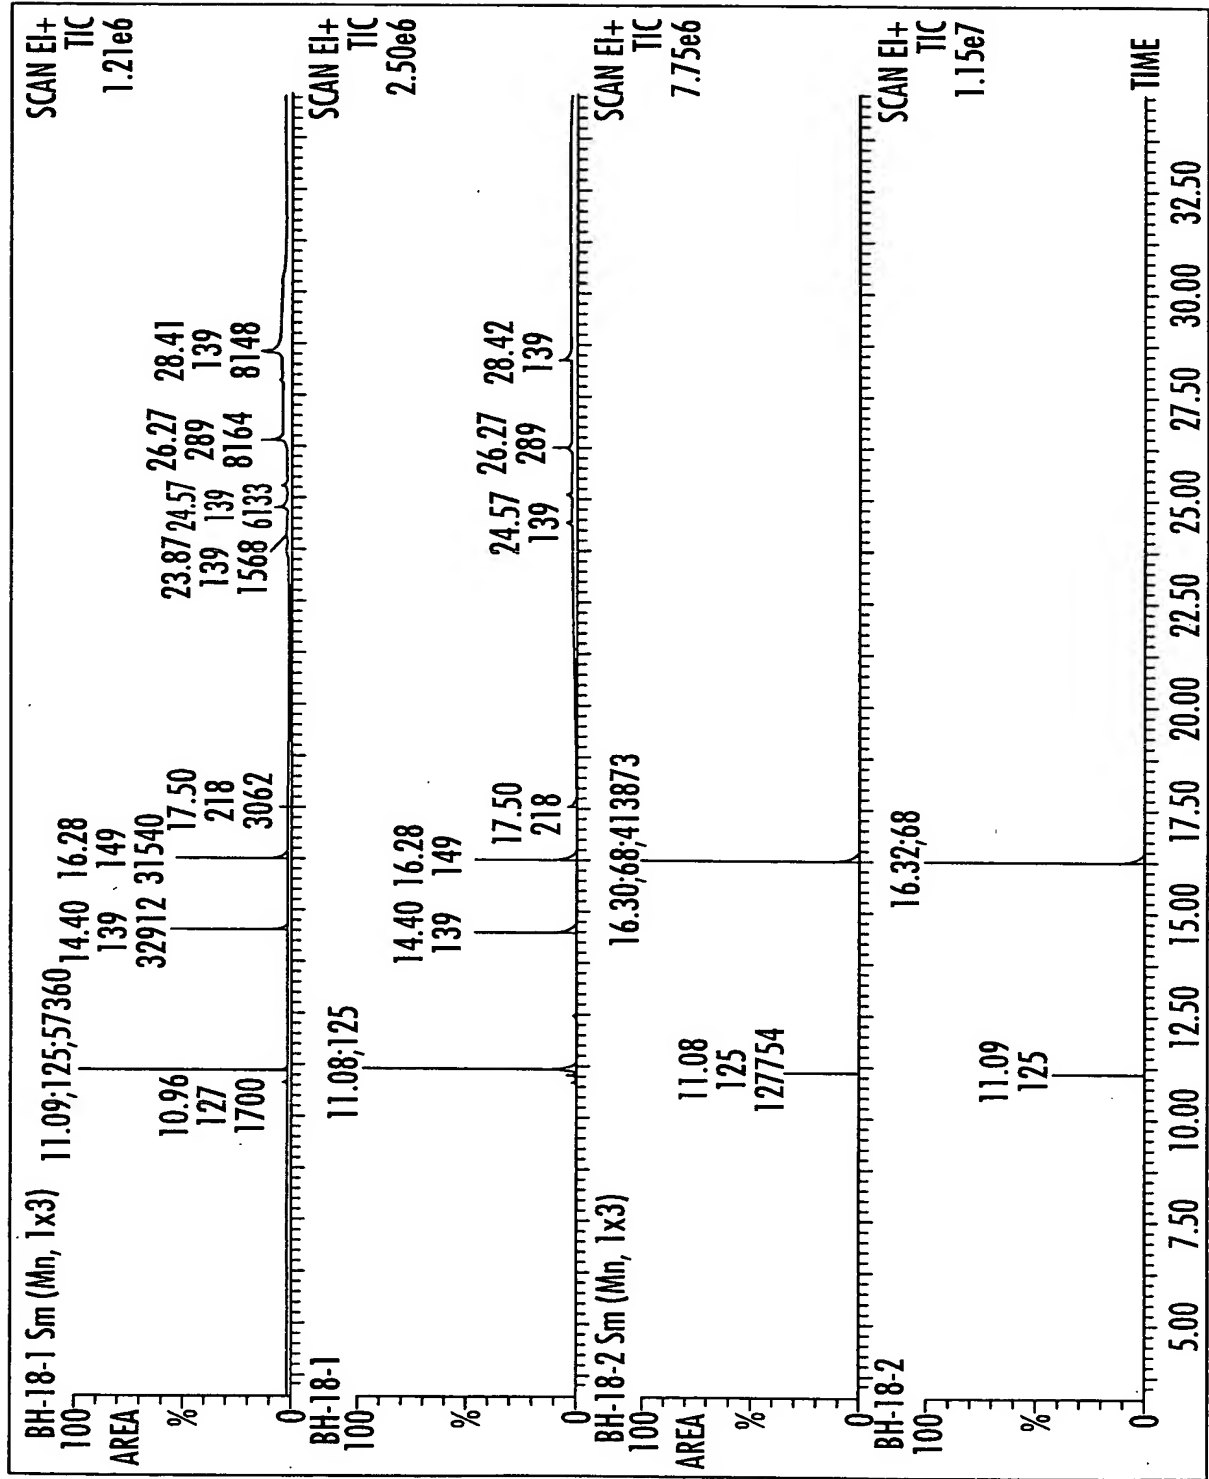 BH-18-1 Sm (Mn, 1x3)
SCAN EI+
TIC
1.21e6
100
AREA
%
0
11.09;125;57360
10.96
127
1700
14.40
139
32912
16.28
149
31540
17.50
218
3062
23.87
139
1568
24.57
139
6133
26.27
289
8164
28.41
139
8148
BH-18-1
SCAN EI+
TIC
2.50e6
100
%
0
11.08;125
14.40
139
16.28
149
17.50
218
24.57
139
26.27
289
28.42
139
BH-18-2 Sm (Mn, 1x3)
SCAN EI+
TIC
7.75e6
100
AREA
%
0
11.08
125
127754
16.30;68;413873
BH-18-2
SCAN EI+
TIC
1.15e7
100
%
0
11.09
125
16.32;68
TIME
5.00 7.50 10.00 12.50 15.00 17.50 20.00 22.50 25.00 27.50 30.00 32.50